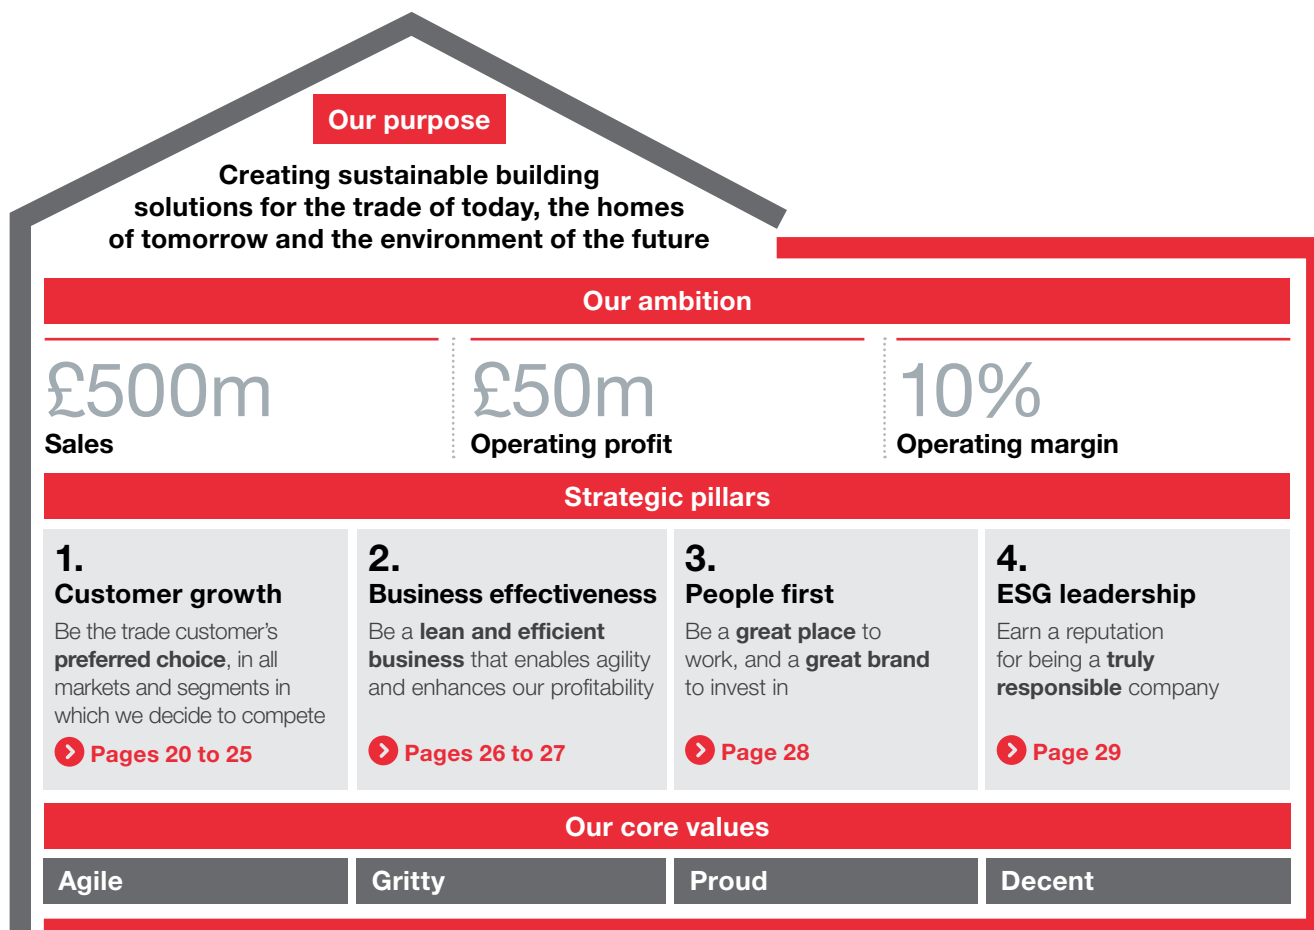 Our purpose
Creating sustainable building
solutions for the trade of today, the homes
of tomorrow and the environment of the future
Our ambition
£500m
Sales
£50m
Operating profit
10%
Operating margin
Strategic pillars
1.
Customer growth
Be the trade customer’s
preferred choice, in all
markets and segments in
which we decide to compete
Pages 20 to 25
2.
Business effectiveness
Be a lean and efficient
business that enables agility
and enhances our profitability
Pages 26 to 27
3.
People first
Be a great place to
work, and a great brand
to invest in
Page 28
4.
ESG leadership
Earn a reputation
for being a truly
responsible company
Page 29
Our core values
Agile
Gritty
Proud
Decent